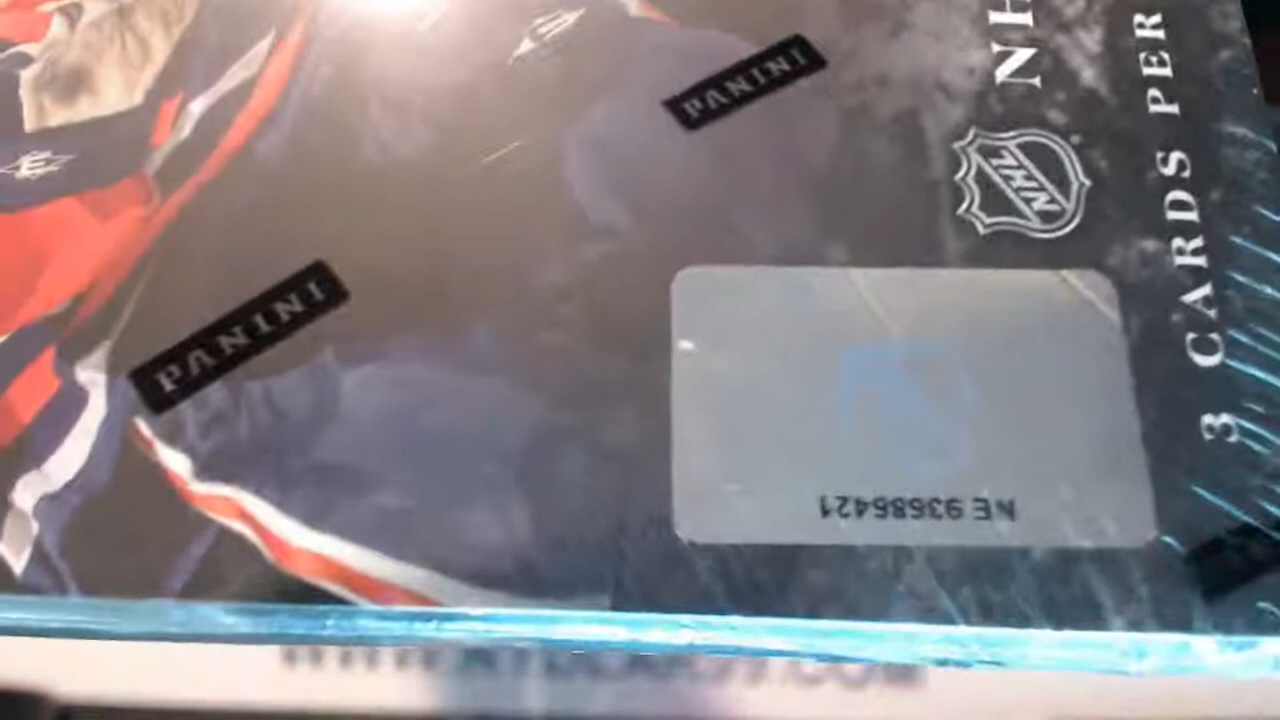 PANINI
PANINI
NH
NHL
3 CARDS PER
NE 93686421